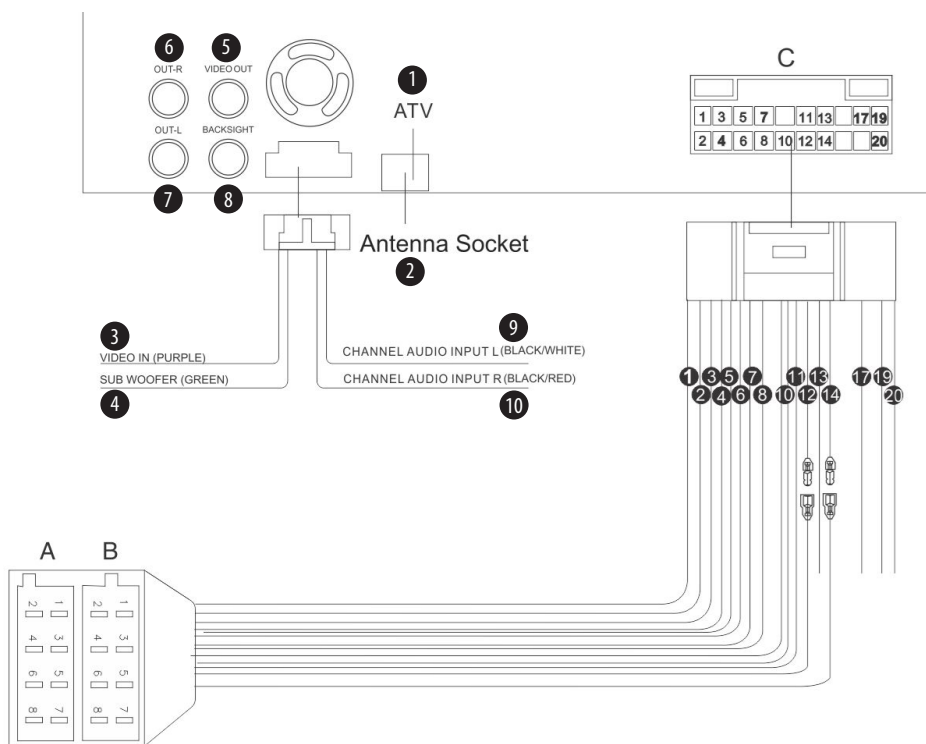 6 5
OUT-R VIDEO OUT
1
ATV
OUT-L BACKSIGHT
7 8
C
1 3 5 7 11 13 17 19
2 4 6 8 10 12 14 20
Antenna Socket
2
3
VIDEO IN (PURPLE)
SUB WOOFER (GREEN)
4
9
CHANNEL AUDIO INPUT L (BLACK/WHITE)
CHANNEL AUDIO INPUT R (BLACK/RED)
10
1 3 5 7 11 13 17 19
2 4 6 8 10 12 14 20
A B
2 1 2 1
4 3 4 3
6 5 6 5
8 7 8 7